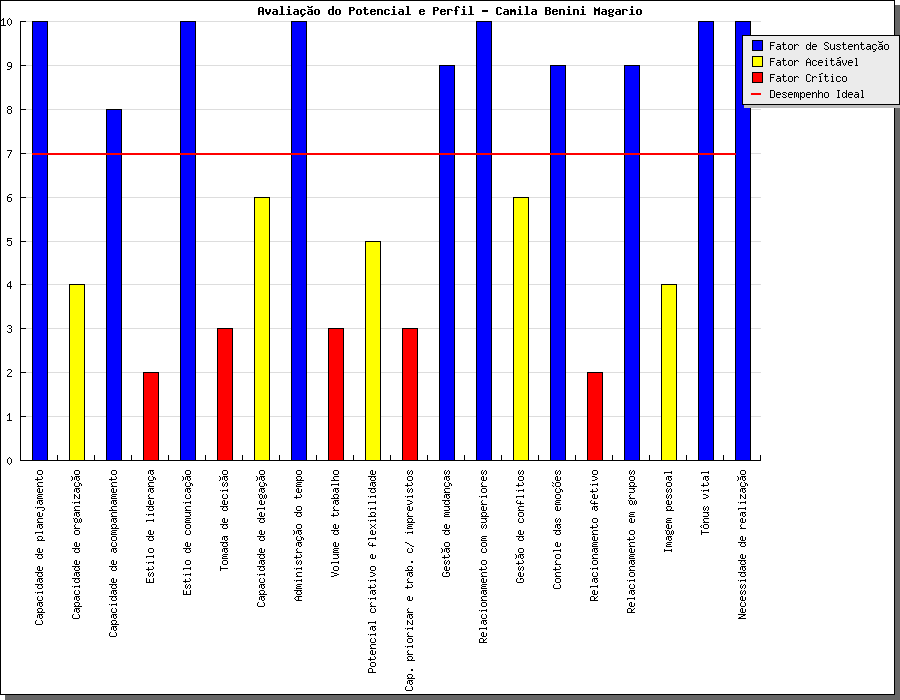 Avaliação do Potencial e Perfil - Camila Benini Magario
Fator de Sustentação
Fator Aceitável
Fator Crítico
Desempenho Ideal
10
9
8
7
6
5
4
3
2
1
0
Capacidade de planejamento
Capacidade de organização
Capacidade de acompanhamento
Estilo de liderança
Estilo de comunicação
Tomada de decisão
Capacidade de delegação
Administração do tempo
Volume de trabalho
Potencial criativo e flexibilidade
Cap. priorizar e trab. c/ imprevistos
Gestão de mudanças
Relacionamento com superiores
Gestão de conflitos
Controle das emoções
Relacionamento afetivo
Relacionamento em grupos
Imagem pessoal
Tônus vital
Necessidade de realização